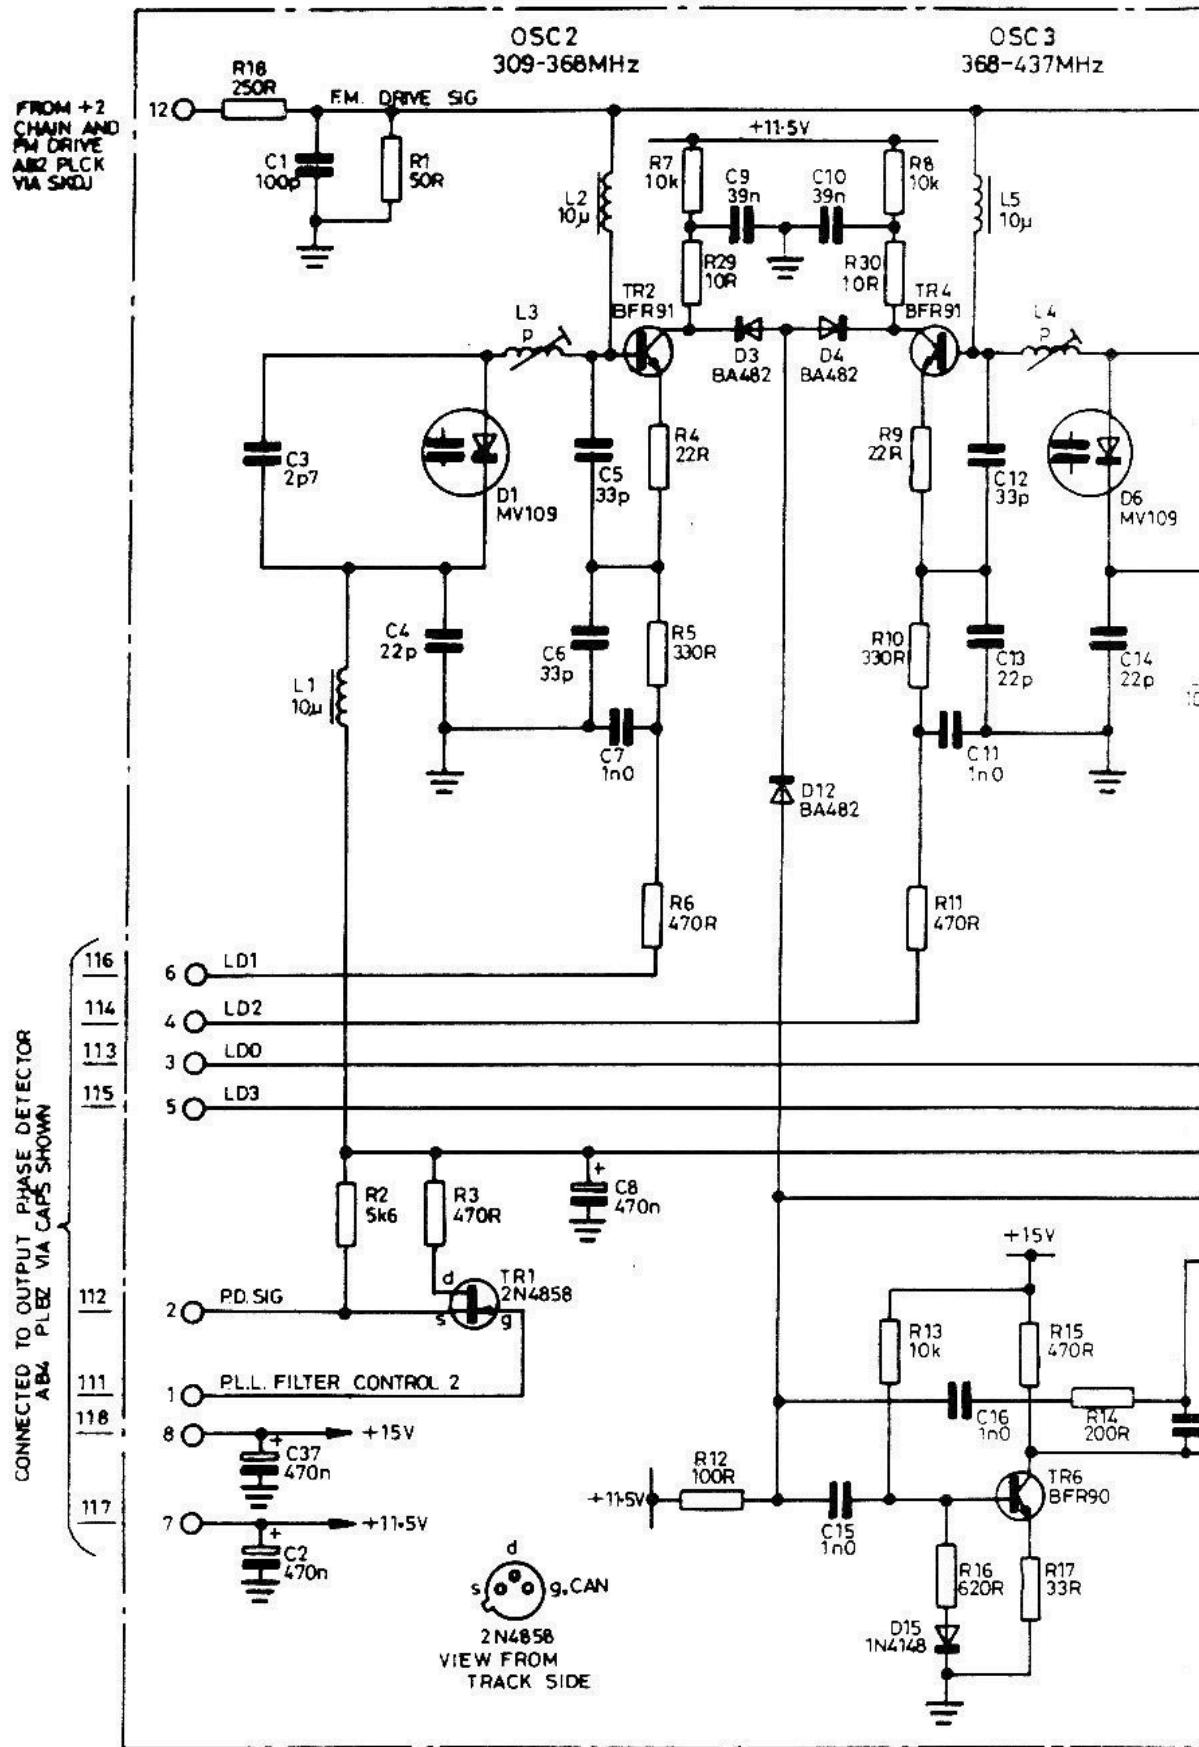 OSC2
309-368MHz
OSC3
368-437MHz
R18
250R
FROM ÷2
CHAIN AND
FM DRIVE
AB2 PLCK
VIA SKDJ
12
F.M. DRIVE SIG
C1
100p
R1
50R
+11·5V
R7
10k
C9
39n
C10
39n
R8
10k
L2
10µ
L5
10µ
R29
10R
R30
10R
TR2
BFR91
TR4
BFR91
L3
p
L4
p
D3
BA482
D4
BA482
C3
2p7
D1
MV109
C5
33p
R4
22R
R9
22R
C12
33p
D6
MV109
C4
22p
C6
33p
R5
330R
R10
330R
C13
22p
C14
22p
L1
10µ
C7
1n0
C11
1n0
D12
BA482
R6
470R
R11
470R
116
6
LD1
114
4
LD2
113
3
LD0
115
5
LD3
CONNECTED TO OUTPUT PHASE DETECTOR
AB4 PLBZ VIA CAPS SHOWN
R2
5k6
R3
470R
C8
470n
+
+15V
112
2
P.D. SIG
d
s
g
TR1
2N4858
R13
10k
R15
470R
111
1
P.L.L. FILTER CONTROL 2
118
8
+
+15V
C37
470n
C16
1n0
R14
200R
R12
100R
+11·5V
TR6
BFR90
117
7
+
+11·5V
C2
470n
C15
1n0
R16
620R
R17
33R
D15
1N4148
d
s
g, CAN
2N4858
VIEW FROM
TRACK SIDE